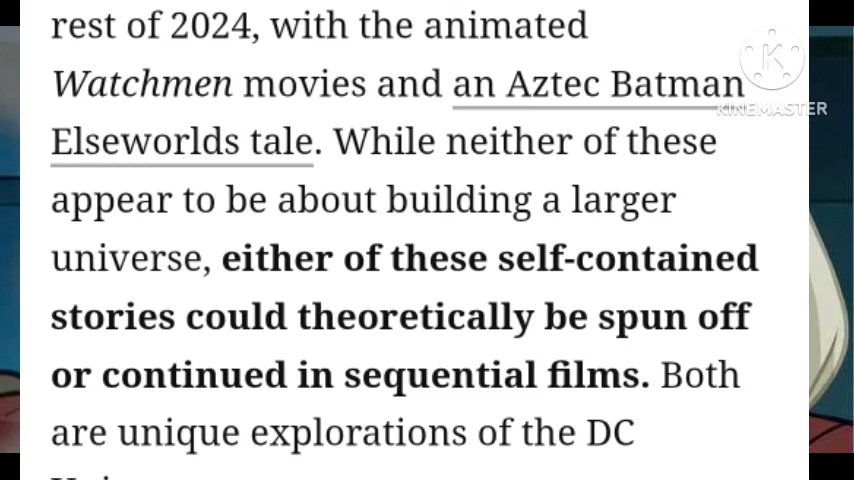 rest of 2024, with the animated
Watchmen movies and an Aztec Batman
Elseworlds tale. While neither of these
appear to be about building a larger
universe, either of these self-contained
stories could theoretically be spun off
or continued in sequential films. Both
are unique explorations of the DC
K
KINEMASTER